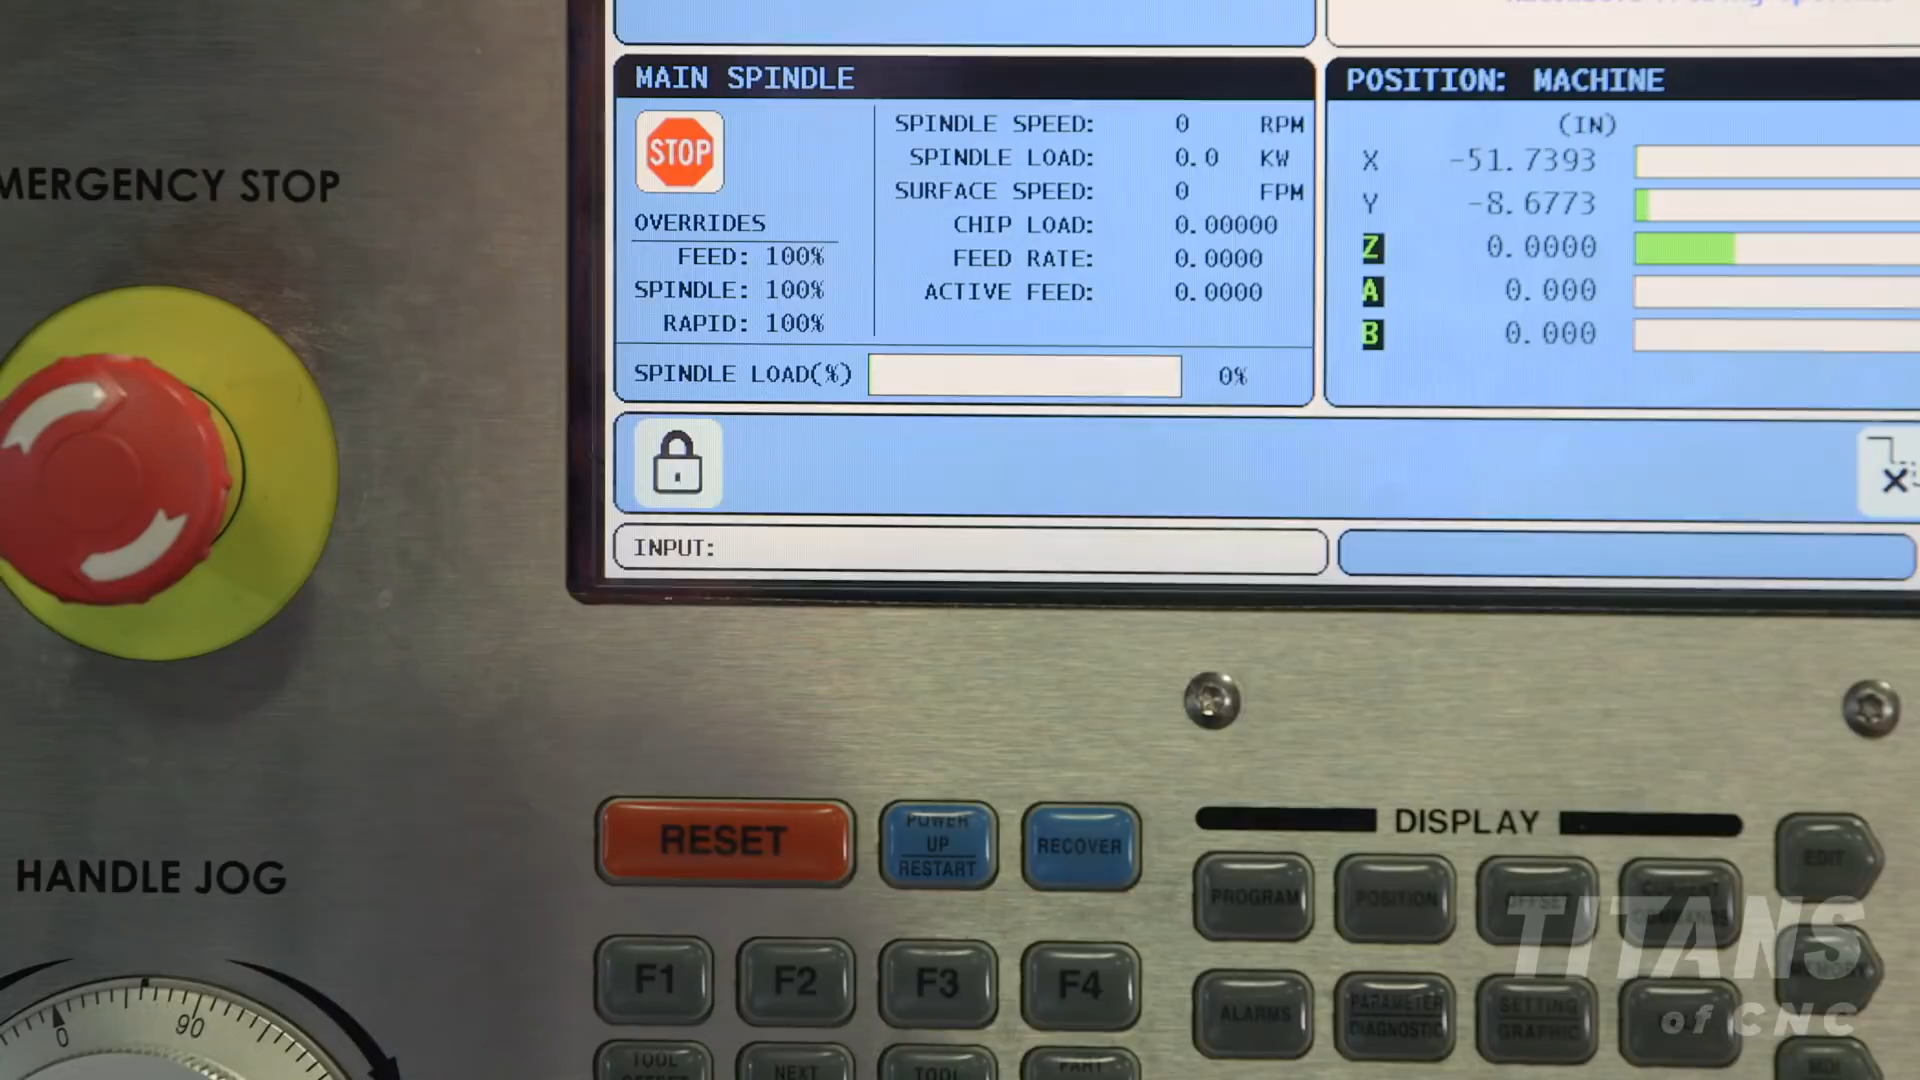 MAIN SPINDLE
STOP
OVERRIDES
FEED: 100%
SPINDLE: 100%
RAPID: 100%
SPINDLE SPEED: 0 RPM
SPINDLE LOAD: 0.0 KW
SURFACE SPEED: 0 FPM
CHIP LOAD: 0.00000
FEED RATE: 0.0000
ACTIVE FEED: 0.0000
SPINDLE LOAD(%) 0%
POSITION: MACHINE
(IN)
X -51.7393
Y -8.6773
Z 0.0000
A 0.000
B 0.000
INPUT:
MERGENCY STOP
HANDLE JOG
0 90
RESET
POWER
UP
RESTART
RECOVER
DISPLAY
PROGRAM
POSITION
OFFSET
CURRENT
COMMANDS
EDIT
F1
F2
F3
F4
ALARMS
PARAMETER
DIAGNOSTIC
SETTING
GRAPHIC
MEMORY
TOOL
OFFSET
NEXT
TOOL
PART
MDI
TITANS
of CNC